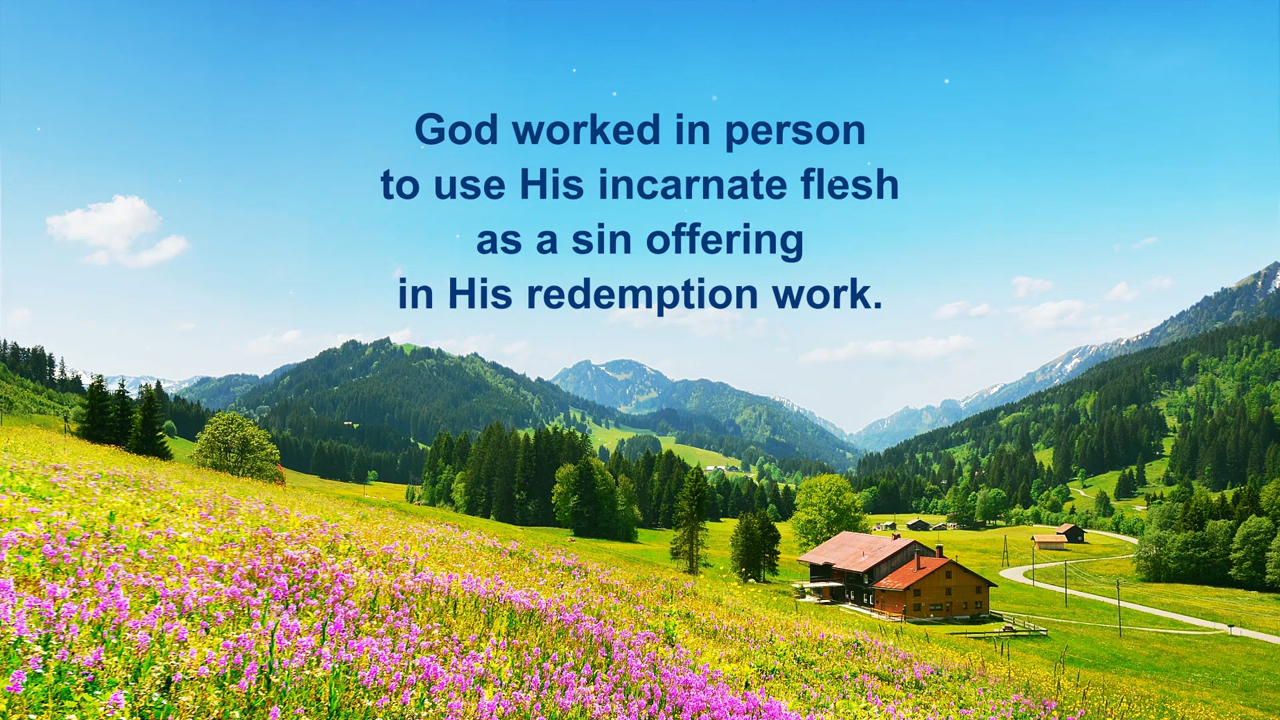 God worked in person
to use His incarnate flesh
as a sin offering
in His redemption work.